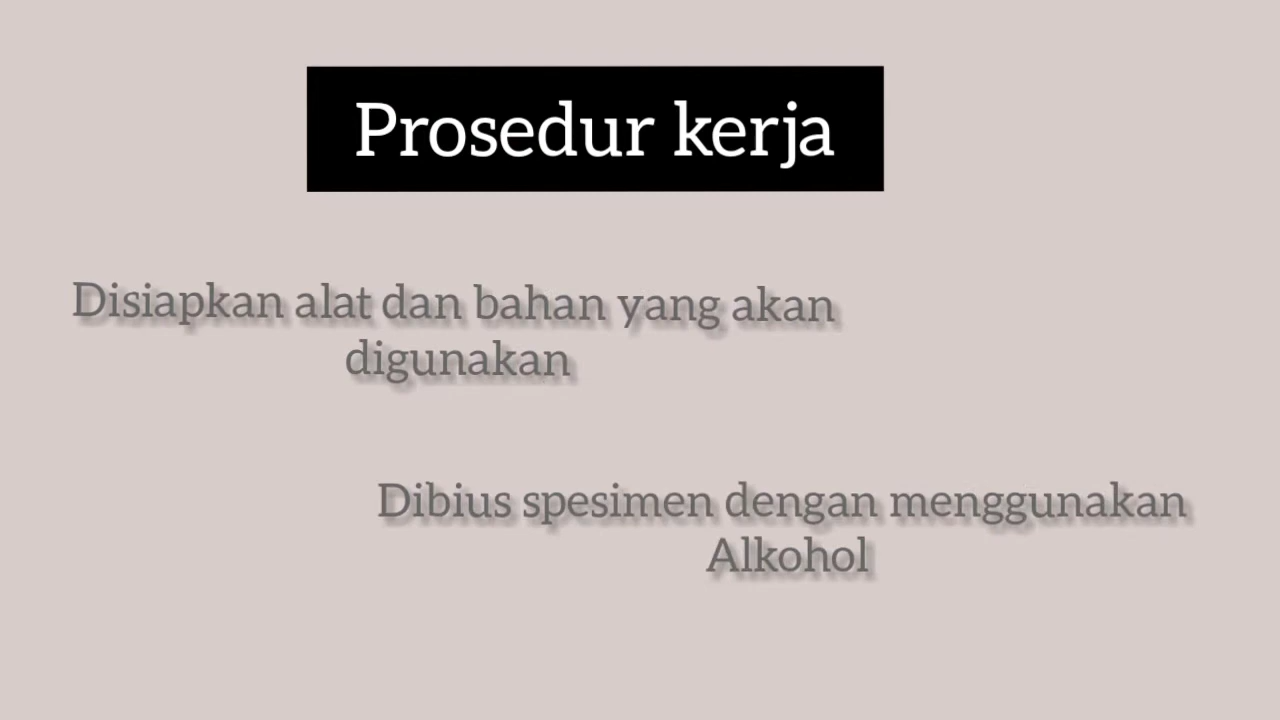 Prosedur kerja
Disiapkan alat dan bahan yang akan
digunakan
Dibius spesimen dengan menggunakan
Alkohol